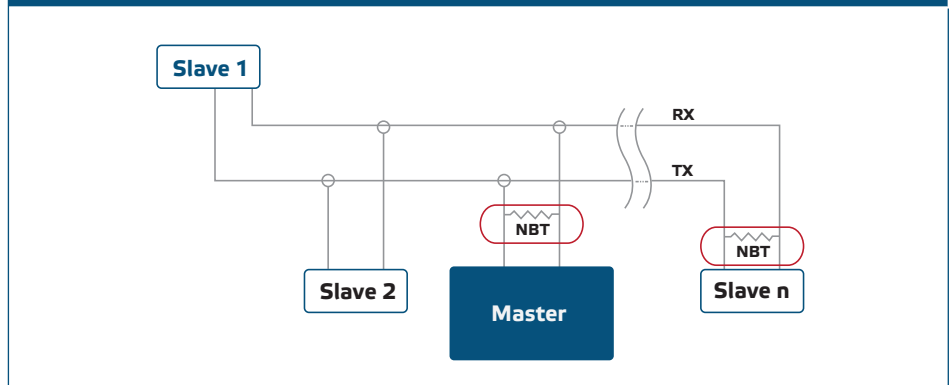 Slave 1
RX
TX
NBT
NBT
Slave 2
Master
Slave n